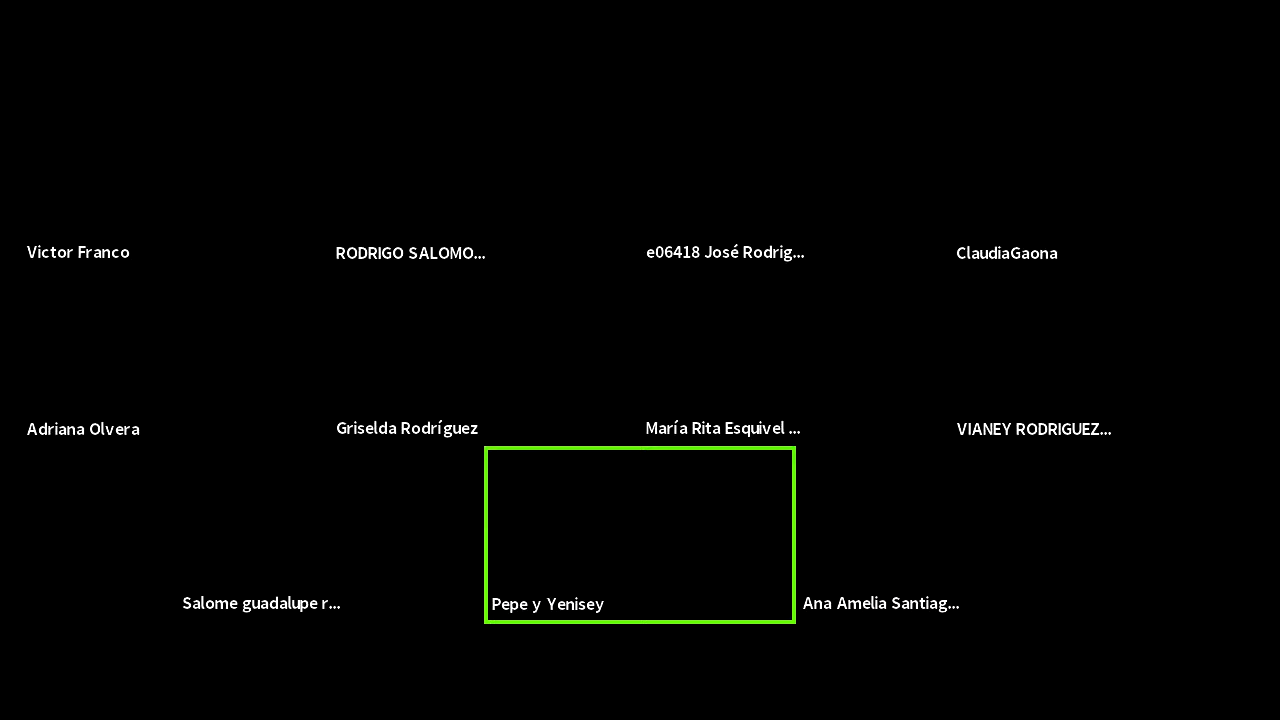 Victor Franco
RODRIGO SALOMO...
e06418 José Rodrig...
ClaudiaGaona
Adriana Olvera
Griselda Rodríguez
María Rita Esquivel ...
VIANEY RODRIGUEZ...
Salome guadalupe r...
Pepe y Yenisey
Ana Amelia Santiag...